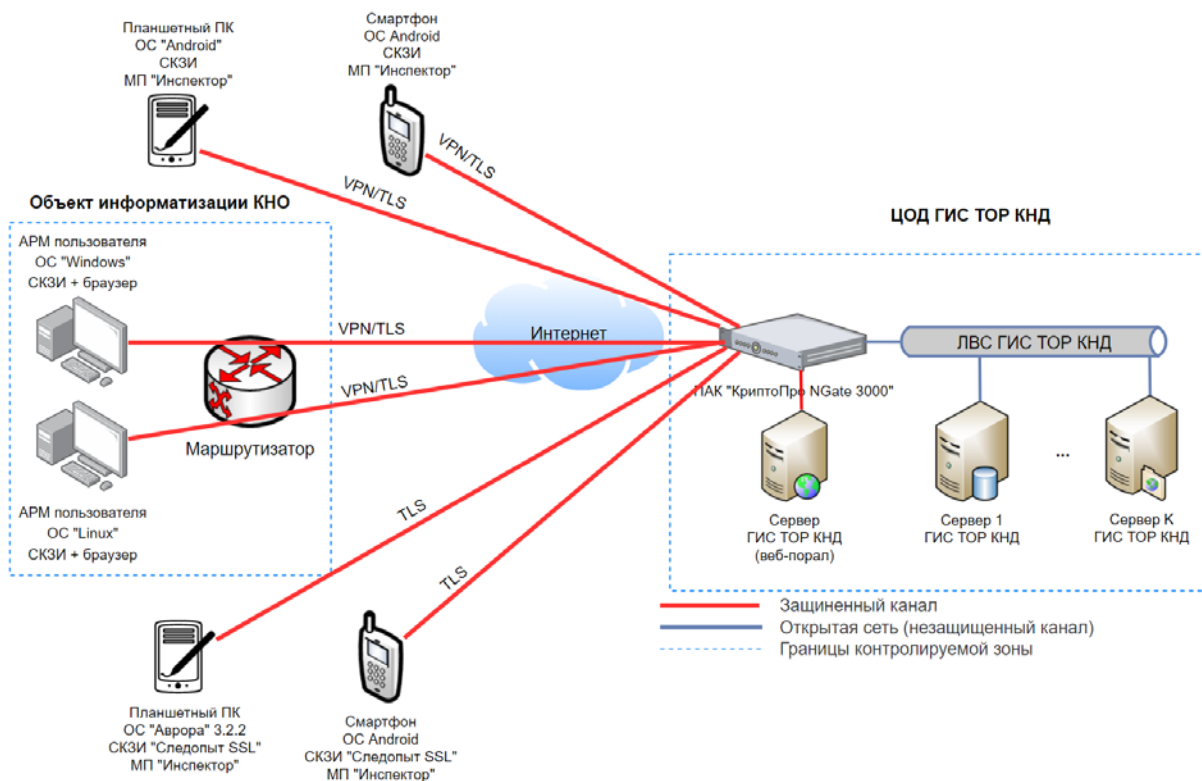 Планшетный ПК
ОС "Android"
СКЗИ
МП "Инспектор"
Смартфон
ОС Android
СКЗИ
МП "Инспектор"
VPN/TLS
VPN/TLS
Объект информатизации КНО
ЦОД ГИС ТОР КНД
АРМ пользователя
ОС "Windows"
СКЗИ + браузер
VPN/TLS
Интернет
ЛВС ГИС ТОР КНД
VPN/TLS
ПАК "КриптоПро NGate 3000"
Маршрутизатор
...
АРМ пользователя
ОС "Linux"
СКЗИ + браузер
Сервер
ГИС ТОР КНД
(веб-порал)
Сервер 1
ГИС ТОР КНД
Сервер K
ГИС ТОР КНД
TLS
TLS
Защиненный канал
Открытая сеть (незащищенный канал)
Границы контролируемой зоны
Планшетный ПК
ОС "Аврора" 3.2.2
СКЗИ "Следопыт SSL"
МП "Инспектор"
Смартфон
ОС Android
СКЗИ "Следопыт SSL"
МП "Инспектор"